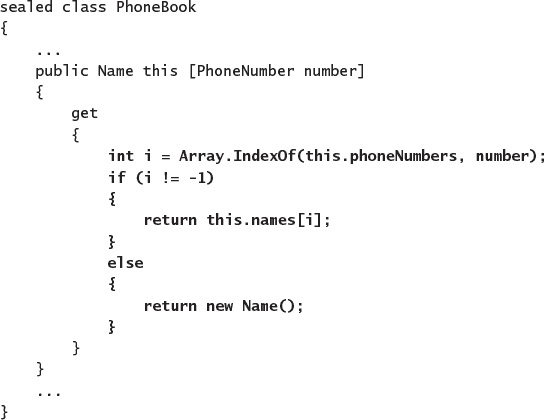 sealed class PhoneBook
{
    ...
    public Name this [PhoneNumber number]
    {
        get
        {
            int i = Array.IndexOf(this.phoneNumbers, number);
            if (i != -1)
            {
                return this.names[i];
            }
            else
            {
                return new Name();
            }
        }
    }
    ...
}